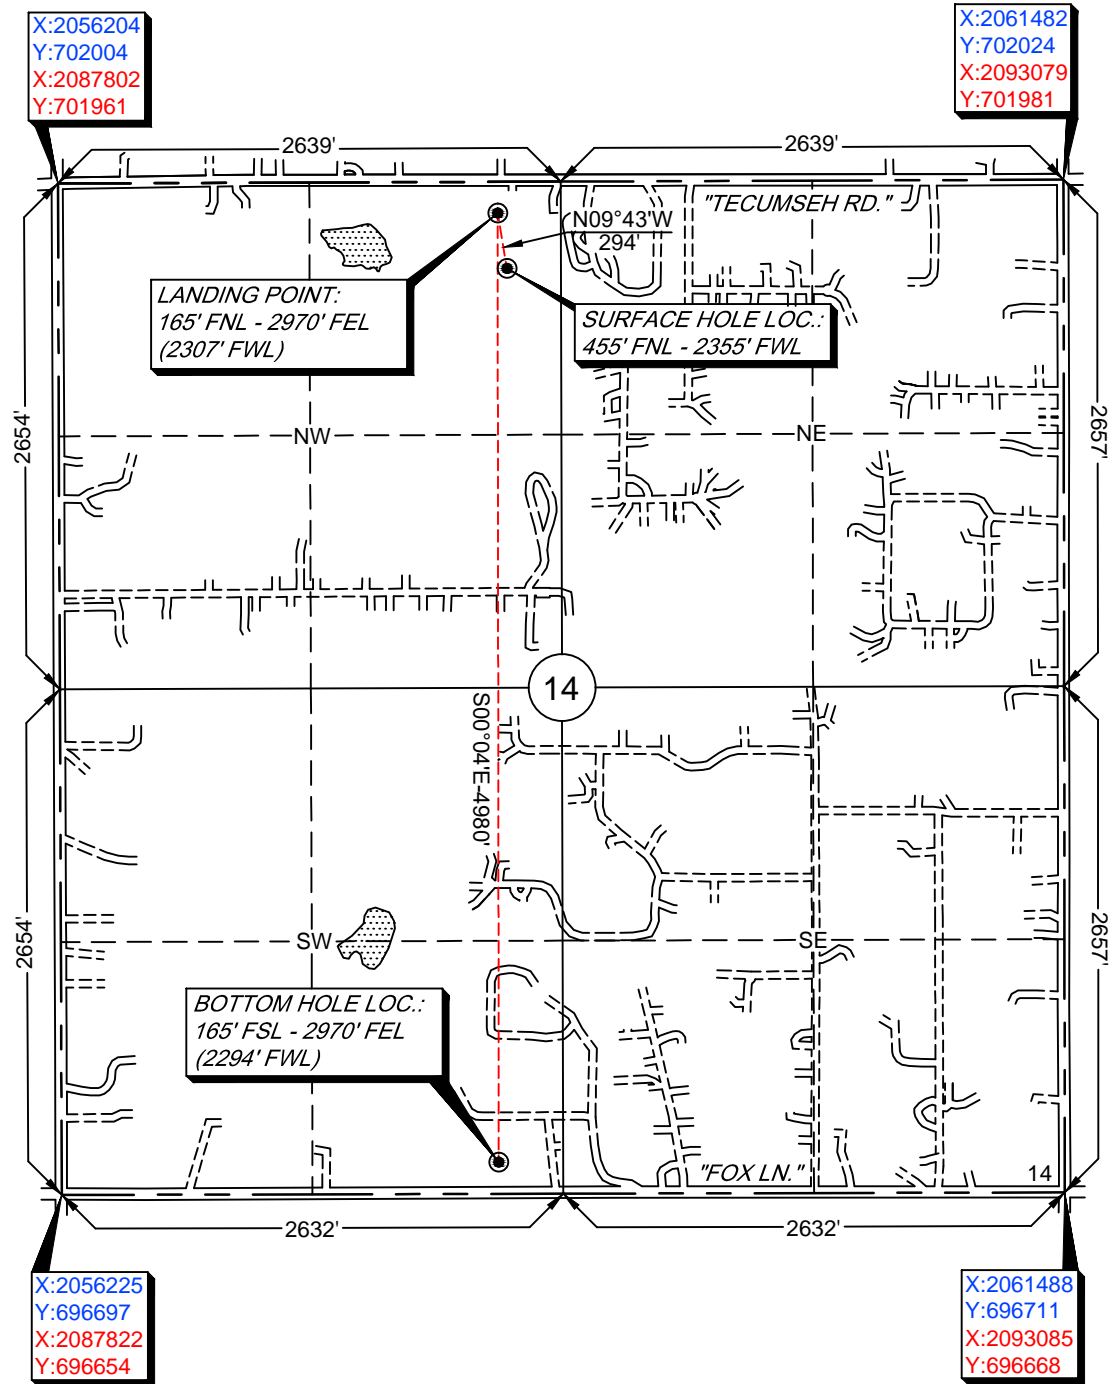 X:2056204
Y:702004
X:2087802
Y:701961
X:2061482
Y:702024
X:2093079
Y:701981
2639'
2639'
"TECUMSEH RD."
N09°43'W
294'
LANDING POINT:
165' FNL - 2970' FEL
(2307' FWL)
SURFACE HOLE LOC.:
455' FNL - 2355' FWL
2654'
2657'
NW
NE
14
S00°04'E-4980'
2654'
2657'
SW
SE
BOTTOM HOLE LOC.:
165' FSL - 2970' FEL
(2294' FWL)
"FOX LN."
14
2632'
2632'
X:2056225
Y:696697
X:2087822
Y:696654
X:2061488
Y:696711
X:2093085
Y:696668